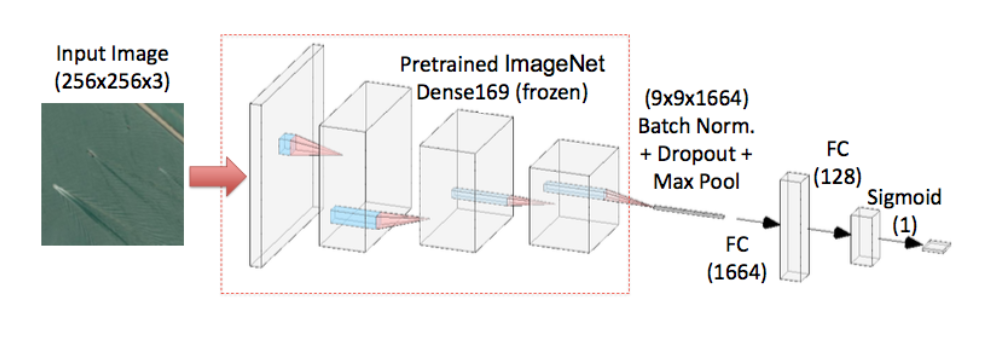 Input Image
(256x256x3)
Pretrained ImageNet
Dense169 (frozen)
(9x9x1664)
Batch Norm.
+ Dropout +
Max Pool
FC
(1664)
FC
(128)
Sigmoid
(1)